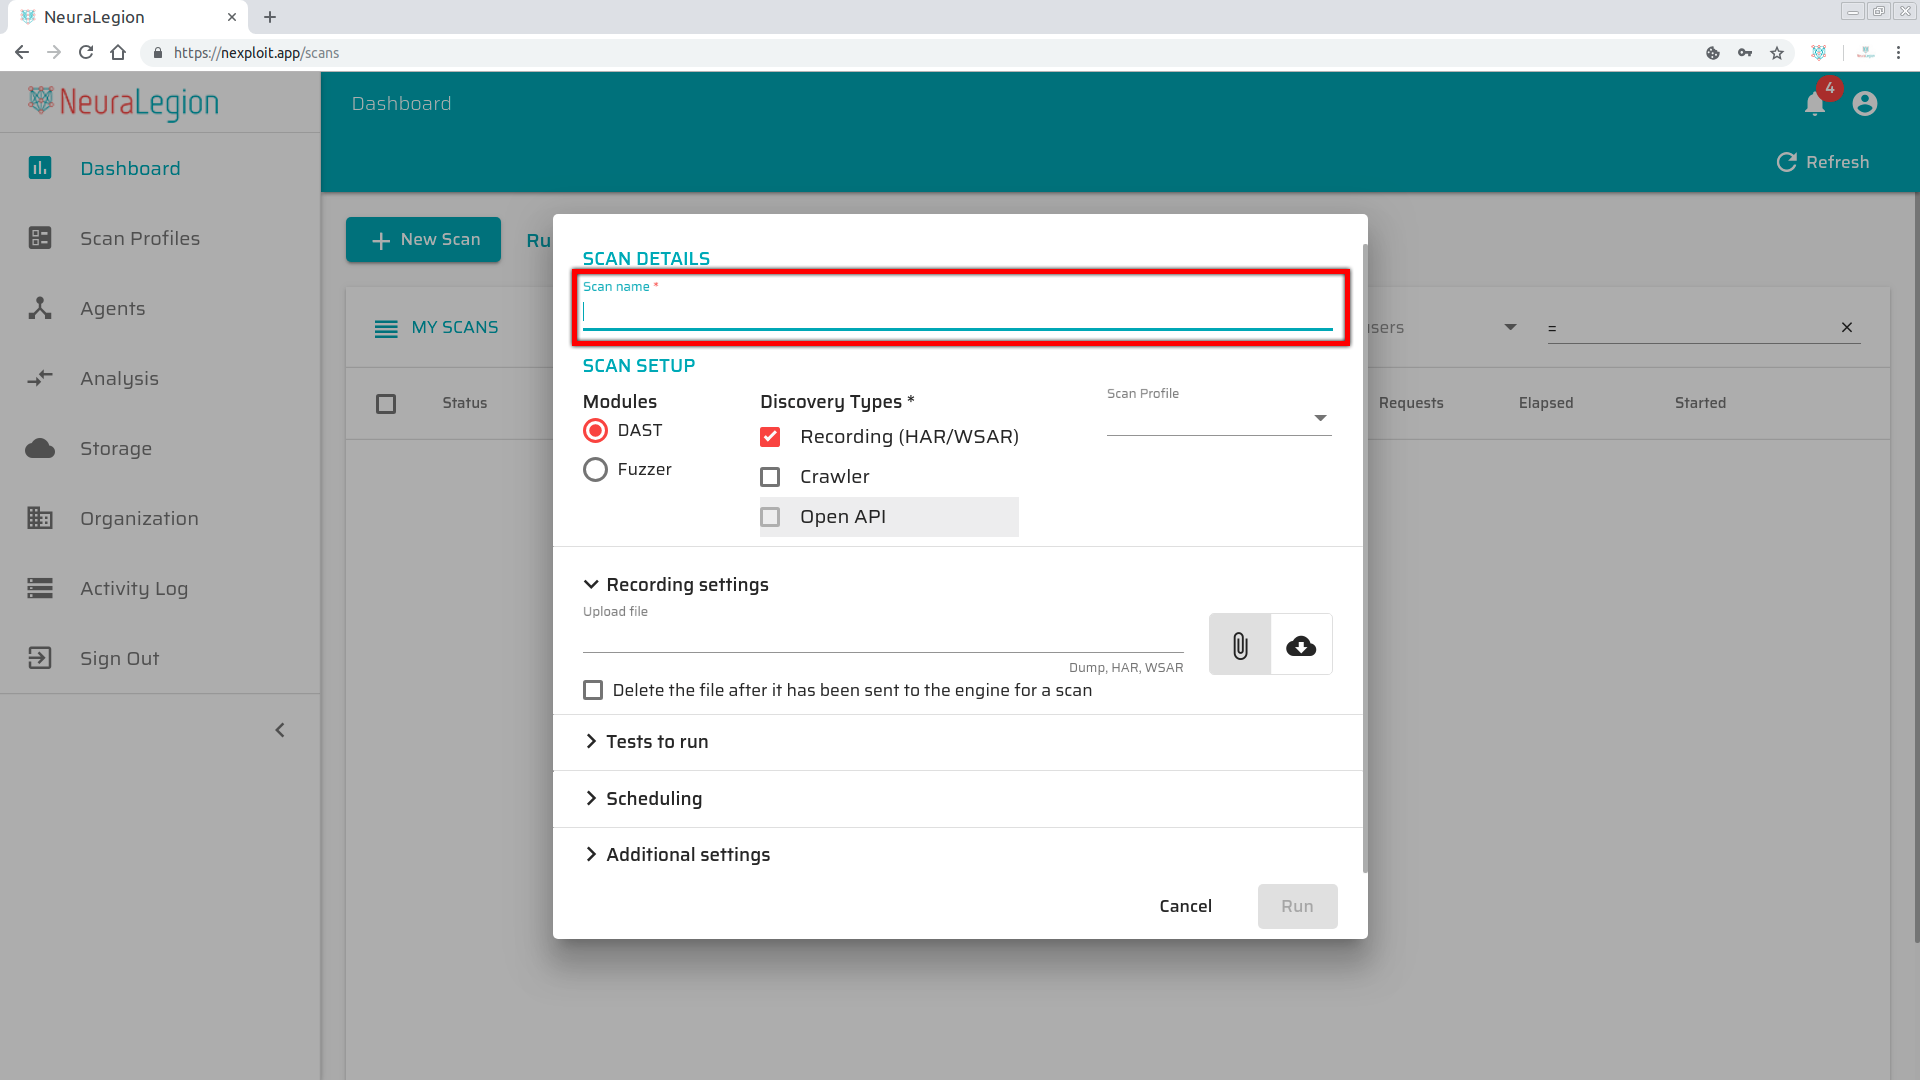 NeuraLegion
https://nexploit.app/scans
NeuraLegion
Dashboard
4
Refresh
Dashboard
Scan Profiles
Agents
Analysis
Storage
Organization
Activity Log
Sign Out
New Scan
Ru
MY SCANS
users
=
Status
Requests
Elapsed
Started
SCAN DETAILS
Scan name *
SCAN SETUP
Modules
DAST
Fuzzer
Discovery Types *
Recording (HAR/WSAR)
Crawler
Open API
Scan Profile
Recording settings
Upload file
Dump, HAR, WSAR
Delete the file after it has been sent to the engine for a scan
Tests to run
Scheduling
Additional settings
Cancel
Run